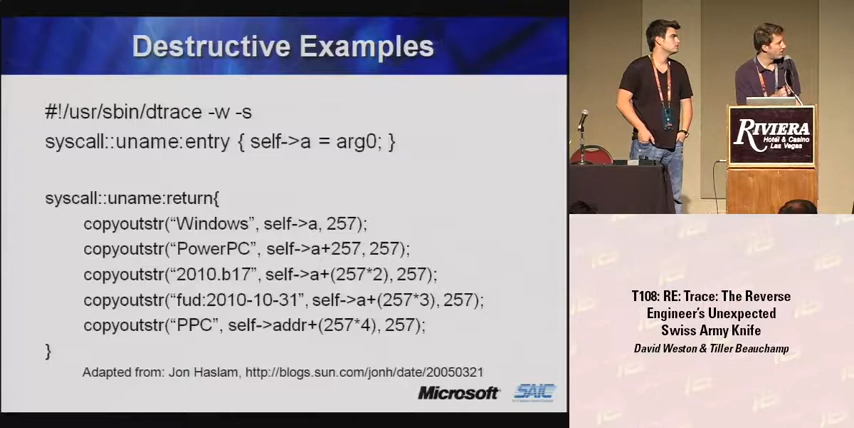 Destructive Examples
#!/usr/sbin/dtrace -w -s
syscall::uname:entry { self->a = arg0; }
syscall::uname:return{
copyoutstr(“Windows”, self->a, 257);
copyoutstr(“PowerPC”, self->a+257, 257);
copyoutstr(“2010.b17”, self->a+(257*2), 257);
copyoutstr(“fud:2010-10-31”, self->a+(257*3), 257);
copyoutstr(“PPC”, self->addr+(257*4), 257);
}
Adapted from: Jon Haslam, http://blogs.sun.com/jonh/date/20050321
Microsoft
SAIC
RIVIERA
Hotel & Casino
Las Vegas
T108: RE: Trace: The Reverse
Engineer's Unexpected
Swiss Army Knife
David Weston & Tiller Beauchamp